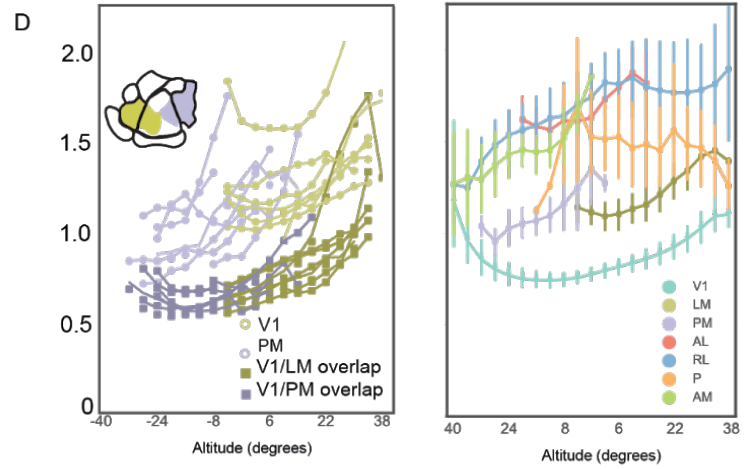 D
2.0
1.5
1.0
0.5
0
V1
PM
V1/LM overlap
V1/PM overlap
-40 -24 -8 6 22 38
Altitude (degrees)
V1
LM
PM
AL
RL
P
AM
40 24 8 6 22 38
Altitude (degrees)